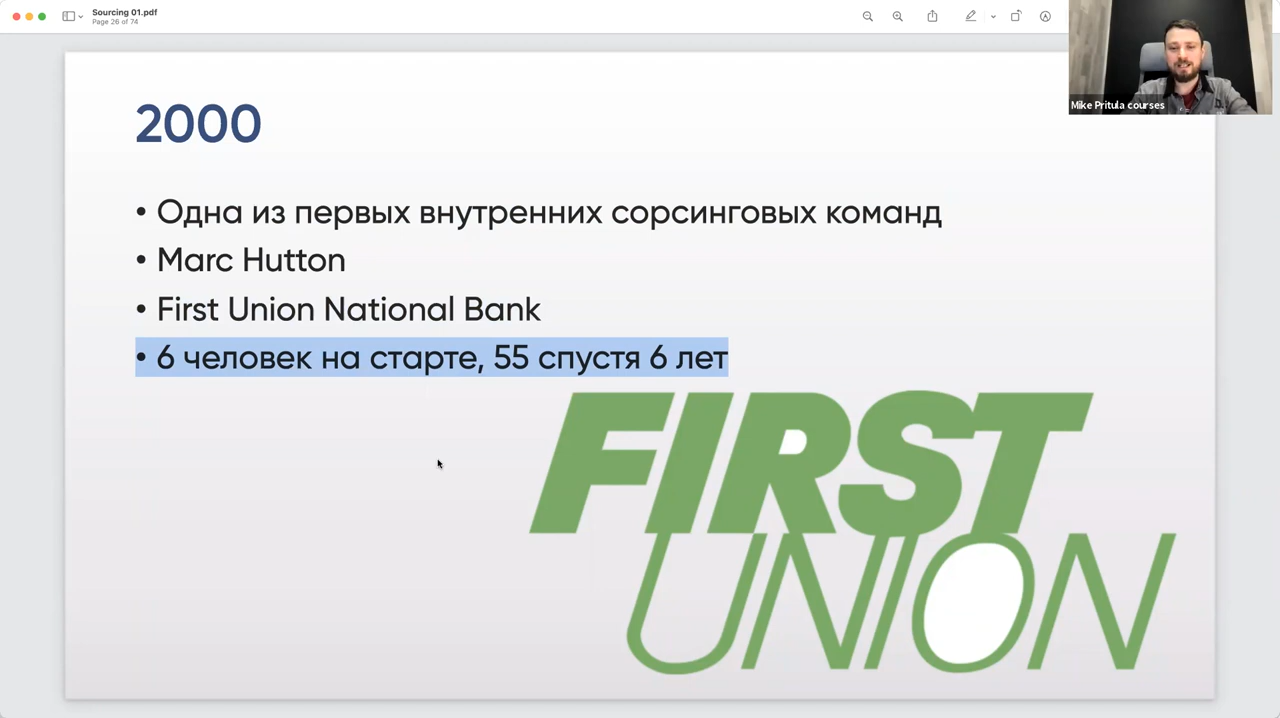 Sourcing 01.pdf
Page 26 of 74
Mike Pritula courses
2000
• Одна из первых внутренних сорсинговых команд
• Marc Hutton
• First Union National Bank
• 6 человек на старте, 55 спустя 6 лет
FIRST
UNION